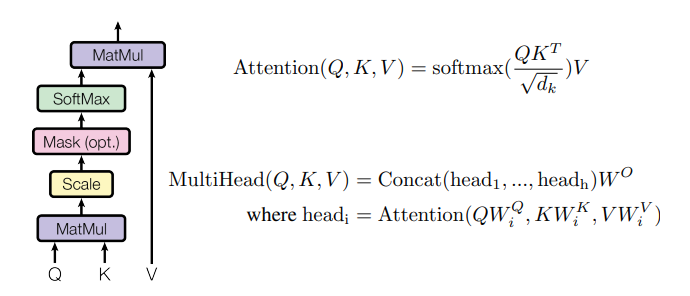 MatMul
SoftMax
Mask (opt.)
Scale
MatMul
Q K V
Attention(Q, K, V) = softmax(QK^T/√d_k)V
MultiHead(Q, K, V) = Concat(head_1, ..., head_h)W^O
where head_i = Attention(QW_i^Q, KW_i^K, VW_i^V)